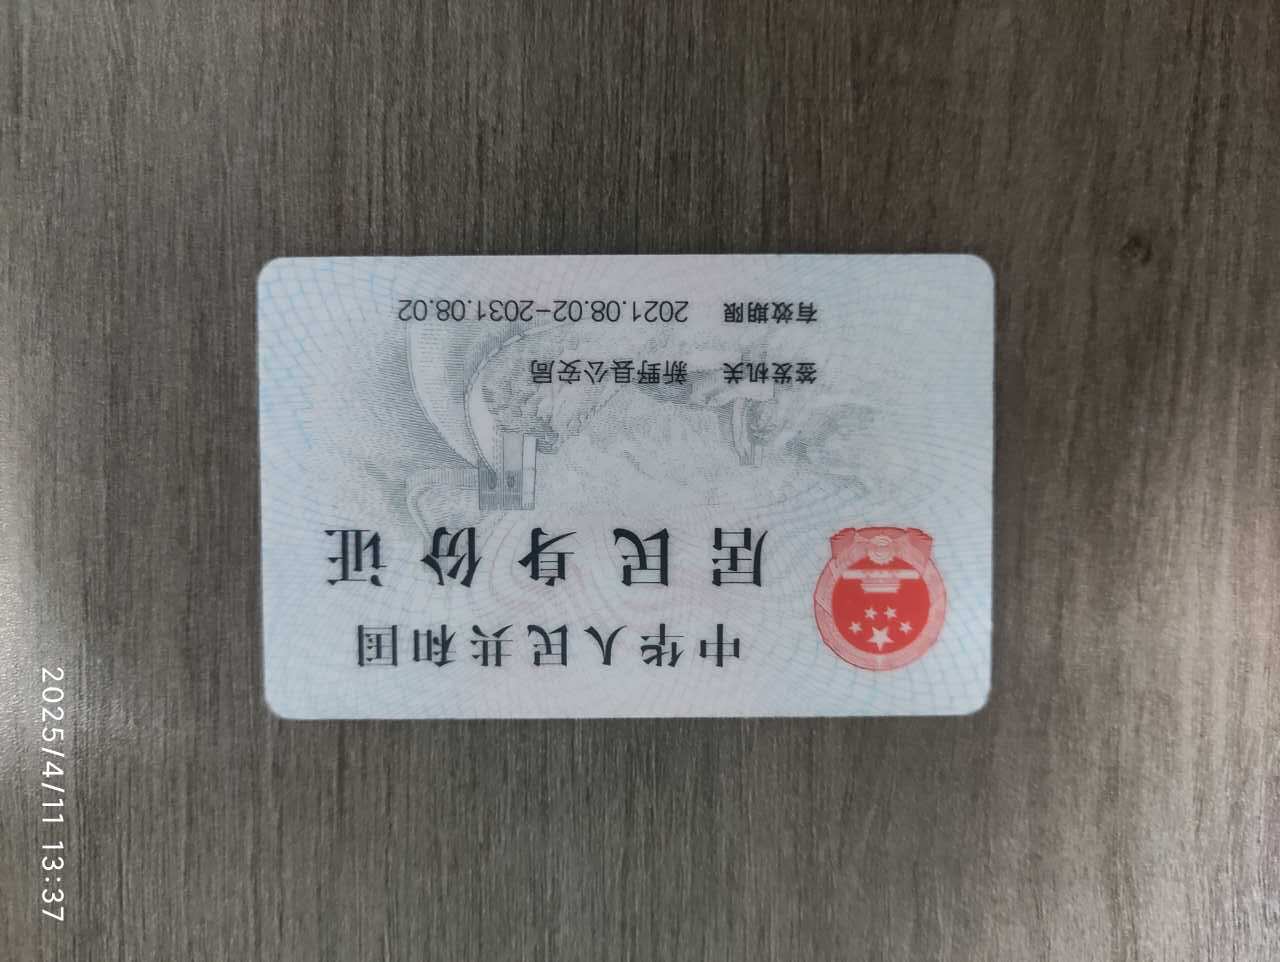 中华人民共和国
居民身份证
签发机关 新野县公安局
有效期限 2021.08.02-2031.08.02
2025/4/11 13:37